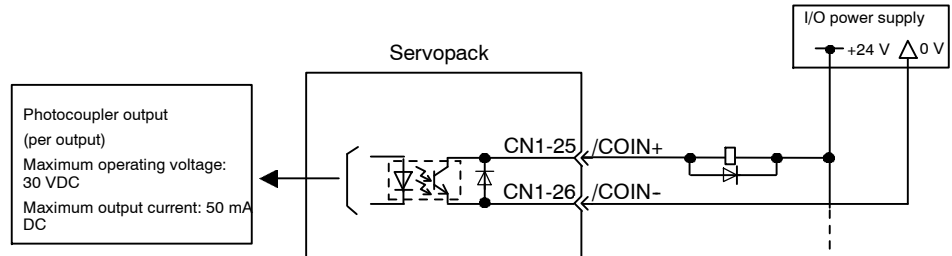 I/O power supply
+24 V
0 V
Servopack
Photocoupler output
(per output)
Maximum operating voltage:
30 VDC
Maximum output current: 50 mA
DC
CN1-25
/COIN+
CN1-26
/COIN-